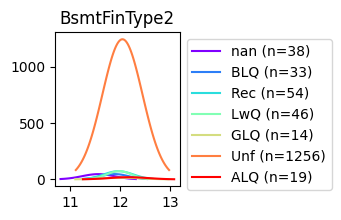 BsmtFinType2
1000
500
0
11
12
13
nan (n=38)
BLQ (n=33)
Rec (n=54)
LwQ (n=46)
GLQ (n=14)
Unf (n=1256)
ALQ (n=19)